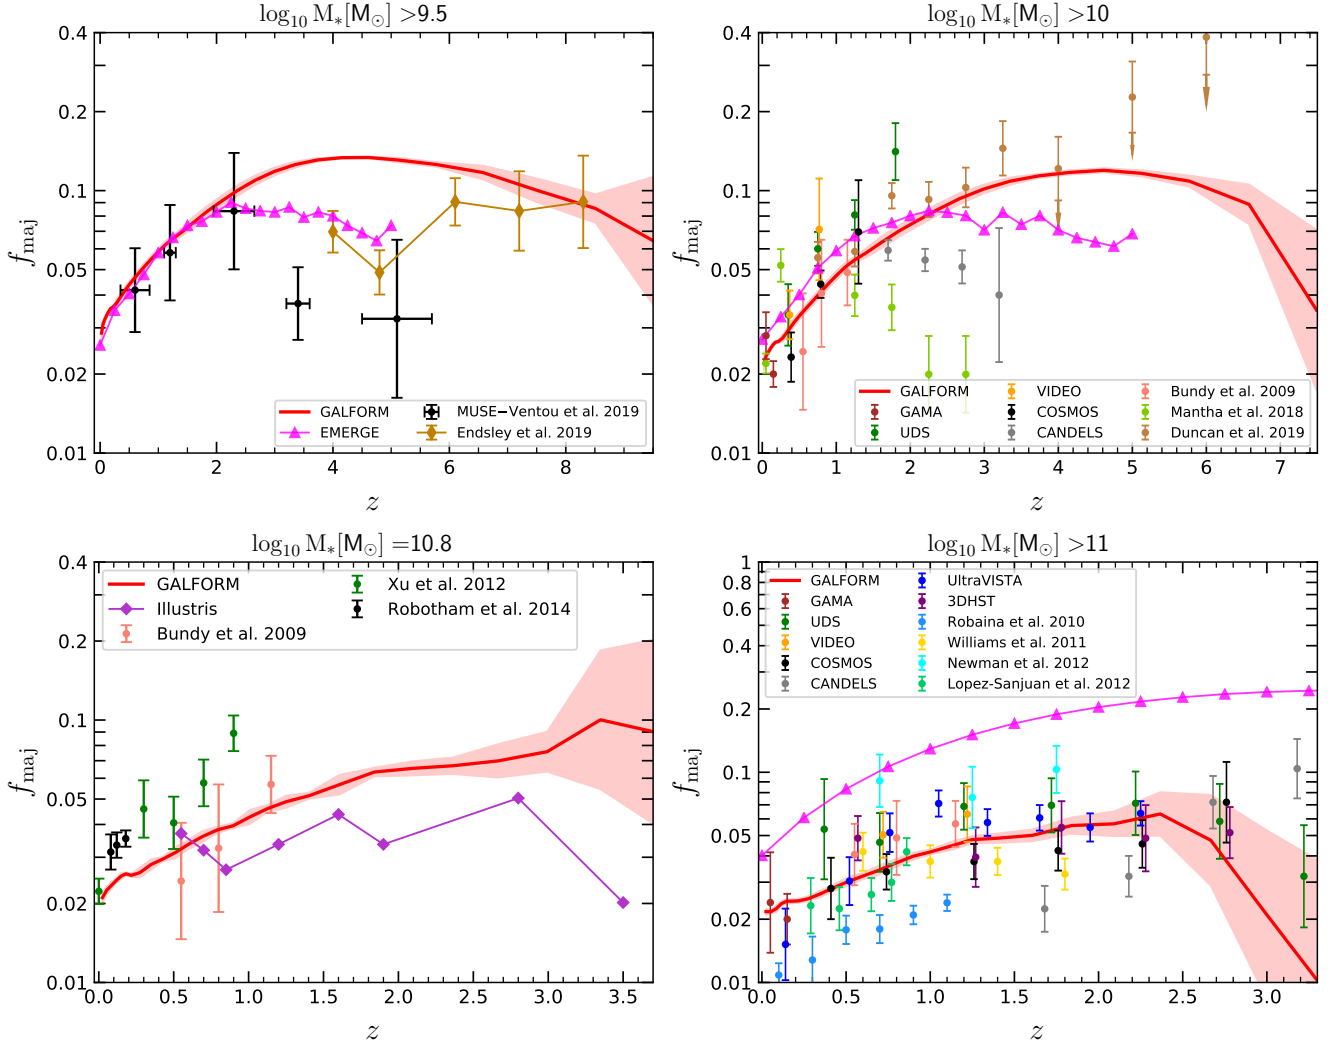 log₁₀ M∗[M⊙] >9.5
0.4
0.2
0.1
0.05
0.02
0.01
f_maj
GALFORM
EMERGE
MUSE−Ventou et al. 2019
Endsley et al. 2019
0 2 4 6 8
z
log₁₀ M∗[M⊙] >10
0.4
0.2
0.1
0.05
0.02
0.01
f_maj
GALFORM
GAMA
UDS
VIDEO
COSMOS
CANDELS
Bundy et al. 2009
Mantha et al. 2018
Duncan et al. 2019
0 1 2 3 4 5 6 7
z
log₁₀ M∗[M⊙] =10.8
0.4
0.2
0.1
0.05
0.02
0.01
f_maj
GALFORM
Illustris
Bundy et al. 2009
Xu et al. 2012
Robotham et al. 2014
0.0 0.5 1.0 1.5 2.0 2.5 3.0 3.5
z
log₁₀ M∗[M⊙] >11
1
0.8
0.6
0.4
0.2
0.1
0.05
0.02
0.01
f_maj
GALFORM
GAMA
UDS
VIDEO
COSMOS
CANDELS
UltraVISTA
3DHST
Robaina et al. 2010
Williams et al. 2011
Newman et al. 2012
Lopez-Sanjuan et al. 2012
0.0 0.5 1.0 1.5 2.0 2.5 3.0
z